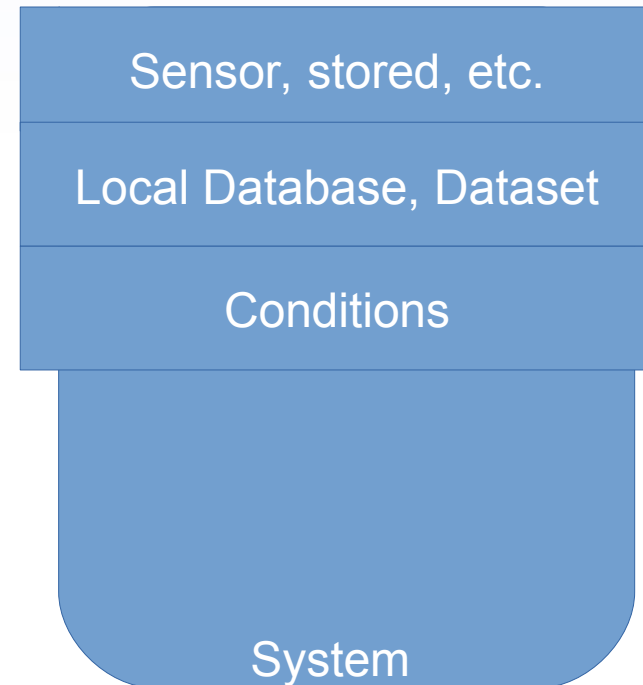 Sensor, stored, etc.
Local Database, Dataset
Conditions
System